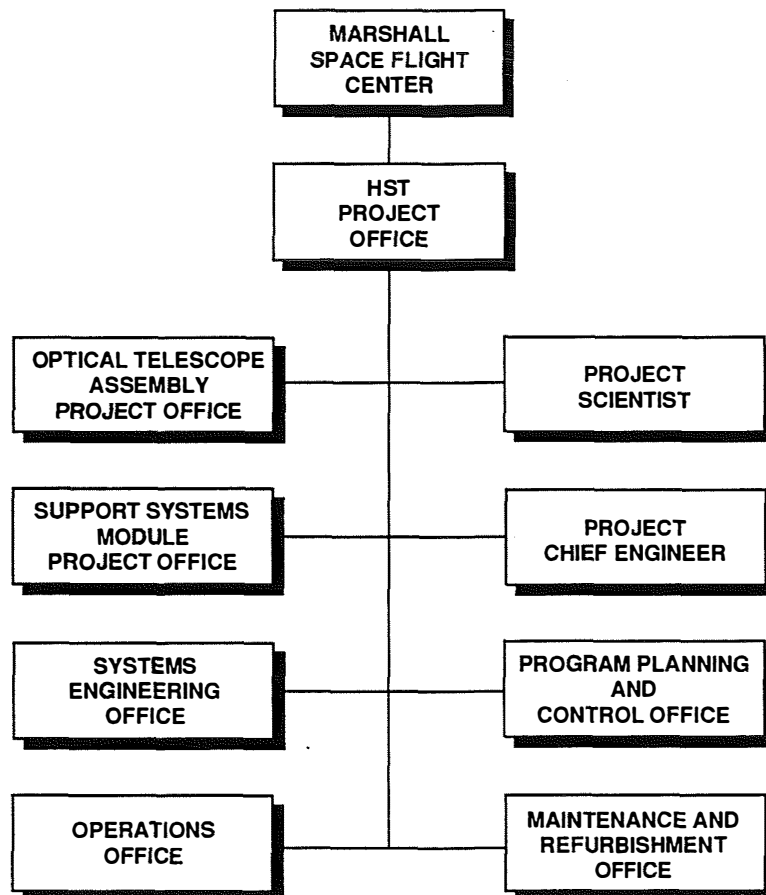 MARSHALL
SPACE FLIGHT
CENTER
HST
PROJECT
OFFICE
OPTICAL TELESCOPE
ASSEMBLY
PROJECT OFFICE
PROJECT
SCIENTIST
SUPPORT SYSTEMS
MODULE
PROJECT OFFICE
PROJECT
CHIEF ENGINEER
SYSTEMS
ENGINEERING
OFFICE
PROGRAM PLANNING
AND
CONTROL OFFICE
OPERATIONS
OFFICE
MAINTENANCE AND
REFURBISHMENT
OFFICE